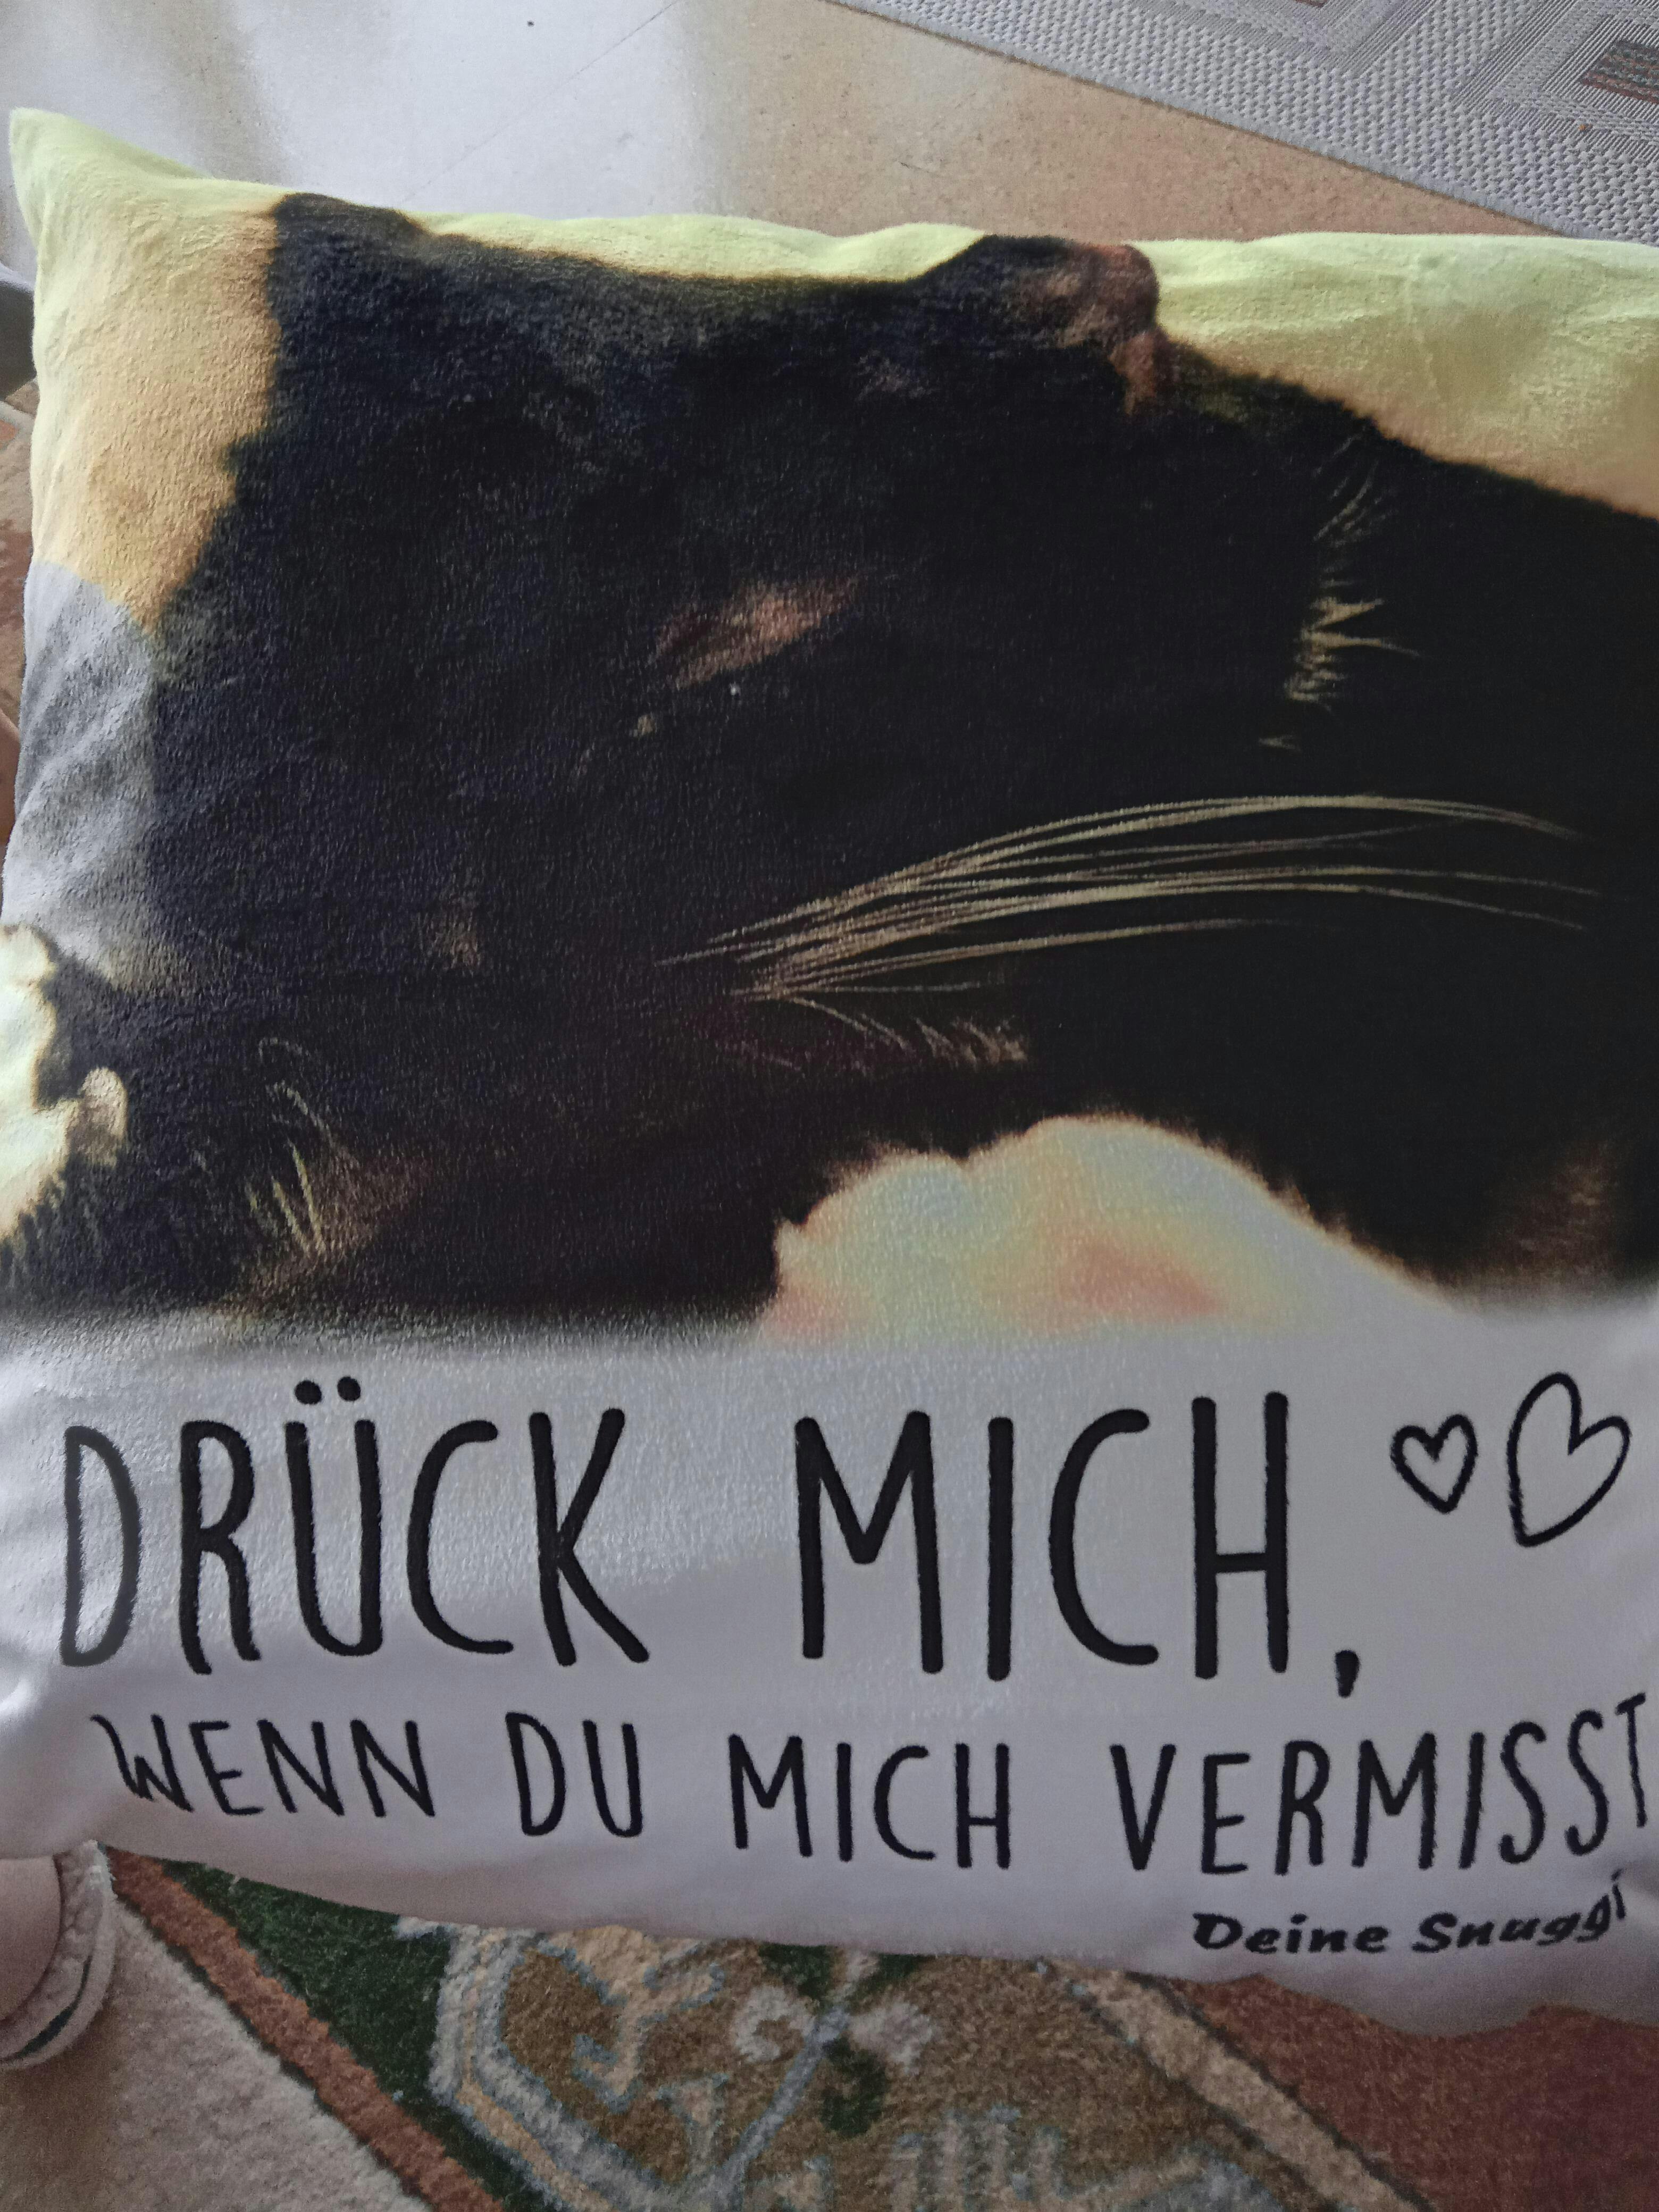 DRÜCK MICH,
WENN DU MICH VERMISST
Deine Snuggi